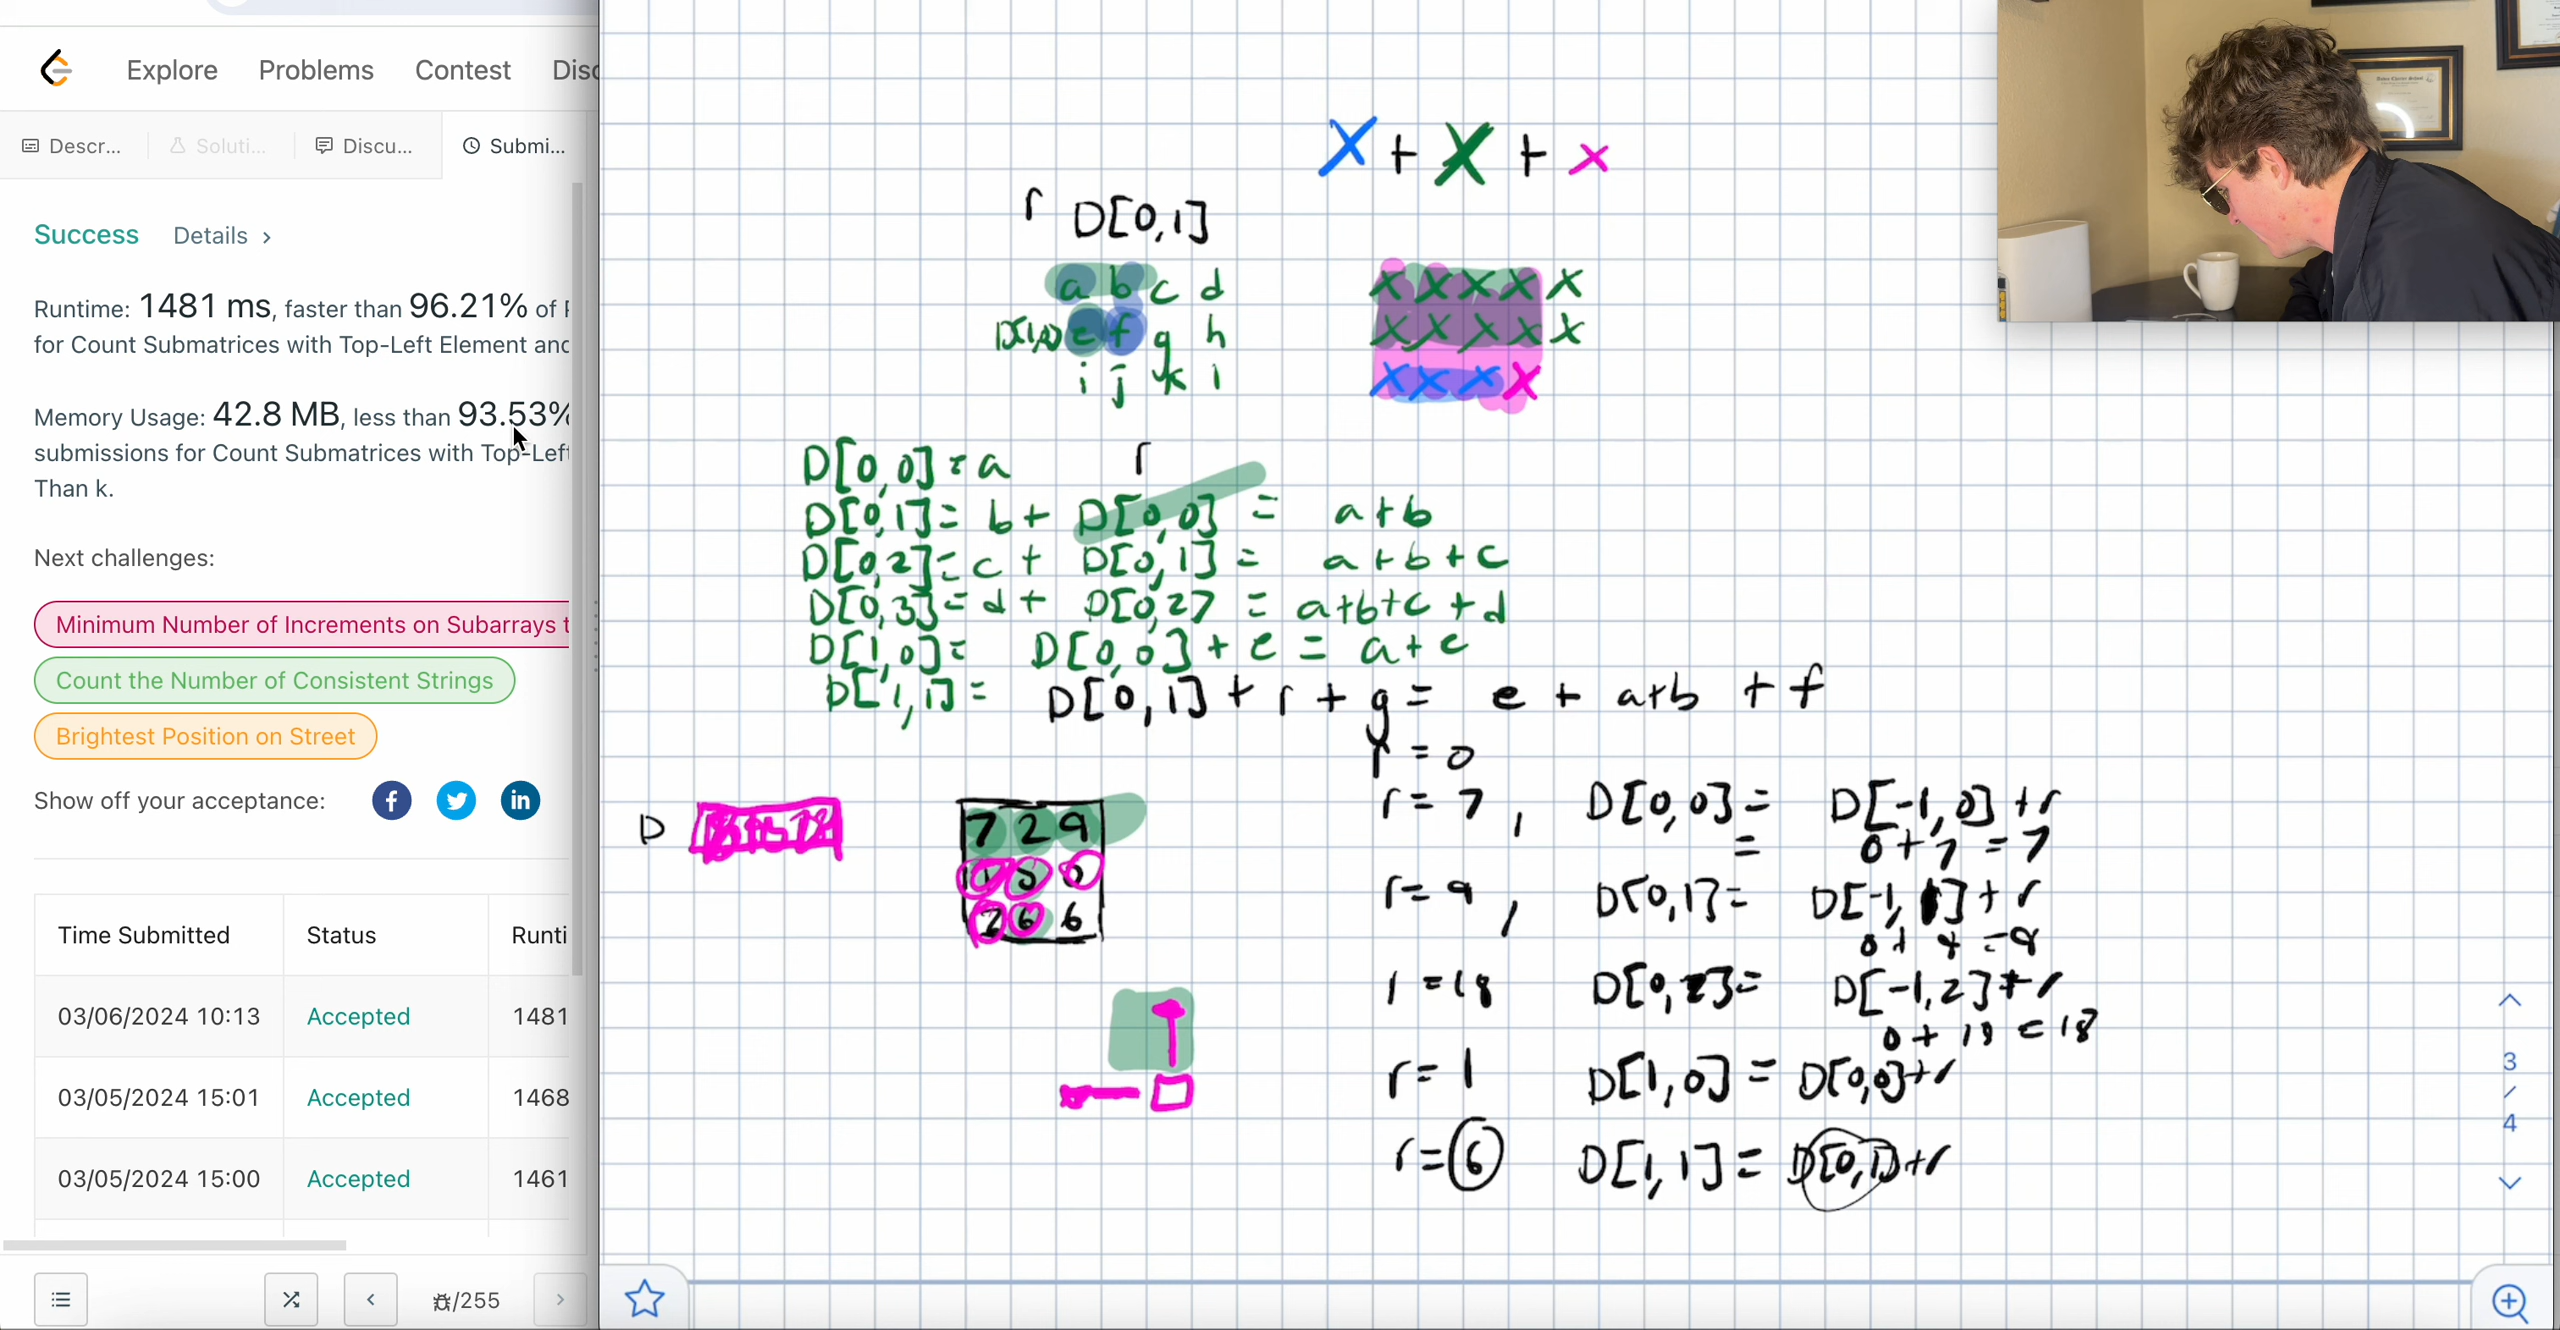 Explore Problems Contest Disc
Descr... Soluti... Discu... Submi...
Success Details >
Runtime: 1481 ms, faster than 96.21% of
for Count Submatrices with Top-Left Element and
Memory Usage: 42.8 MB, less than 93.53%
submissions for Count Submatrices with Top-Left
Than k.
Next challenges:
Minimum Number of Increments on Subarrays t
Count the Number of Consistent Strings
Brightest Position on Street
Show off your acceptance:
Time Submitted Status Runti
03/06/2024 10:13 Accepted 1481
03/05/2024 15:01 Accepted 1468
03/05/2024 15:00 Accepted 1461
/255
X + X + x
r D[0,1]
a b c d
D[1,0] e f g h
i j k l
X X X X X
X X X X X
X X X X
D[0,0] = a
r
D[0,1] = b + D[0,0] = a+b
D[0,2] = c + D[0,1] = a+b+c
D[0,3] = d + D[0,2] = a+b+c+d
D[1,0] = D[0,0] + e = a+e
D[1,1] = D[0,1] + r + g = e + a+b + f
r = 0
r = 7, D[0,0] = D[-1,0] + r
= 0 + 7 = 7
r = 9, D[0,1] = D[-1,1] + r
0 + 9 = 9
r = 18 D[0,2] = D[-1,2] + r
0 + 18 = 18
r = 1 D[1,0] = D[0,0] + r
r = 6 D[1,1] = D[0,1] + r
D
7 2 9
6 6
3
/
4